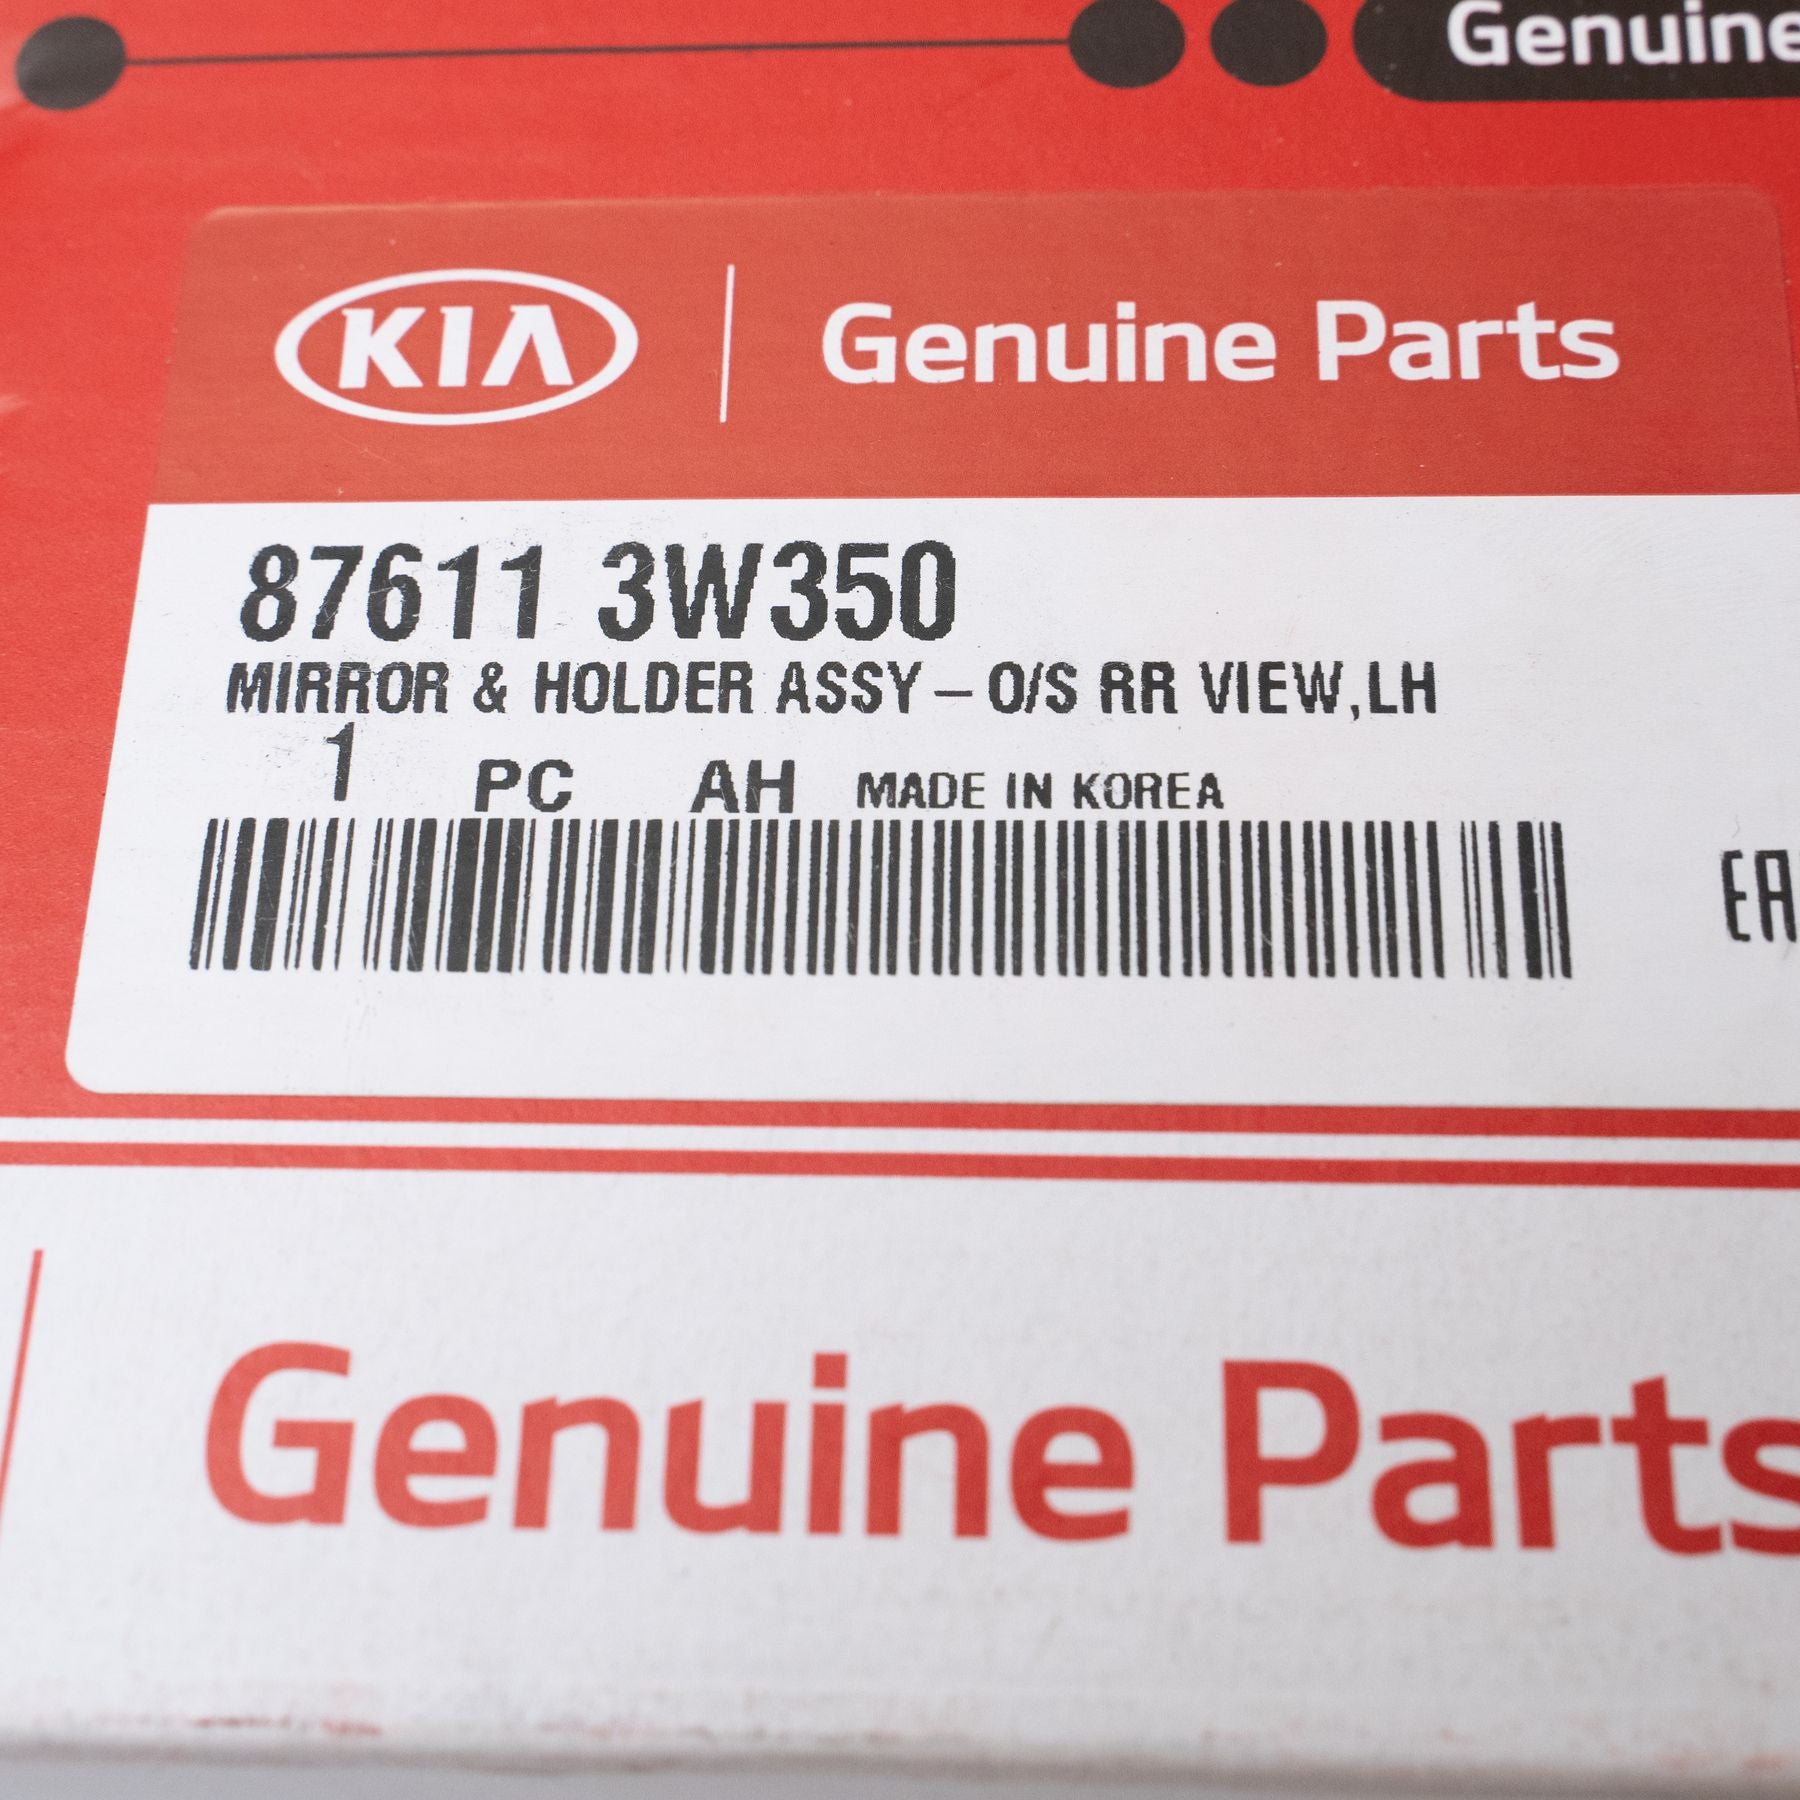 Genuine
KIA Genuine Parts
87611 3W350
MIRROR & HOLDER ASSY – O/S RR VIEW,LH
1 PC AH MADE IN KOREA
Genuine Parts